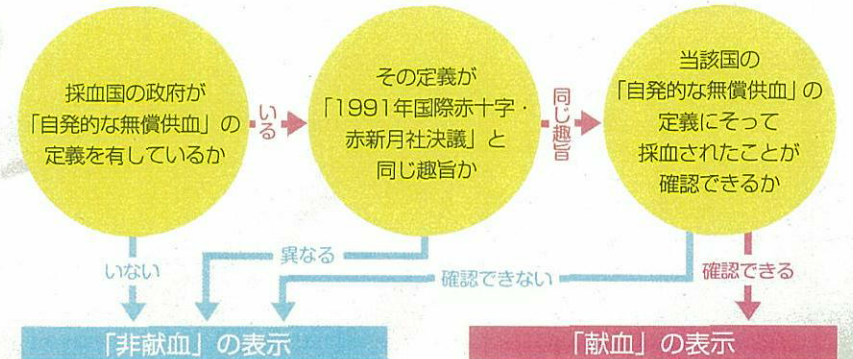 採血国の政府が
「自発的な無償供血」の
定義を有しているか
いる
その定義が
「1991年国際赤十字・
赤新月社決議」と
同じ趣旨か
同じ趣旨
当該国の
「自発的な無償供血」の
定義にそって
採血されたことが
確認できるか
いない
異なる
確認できない
確認できる
「非献血」の表示
「献血」の表示